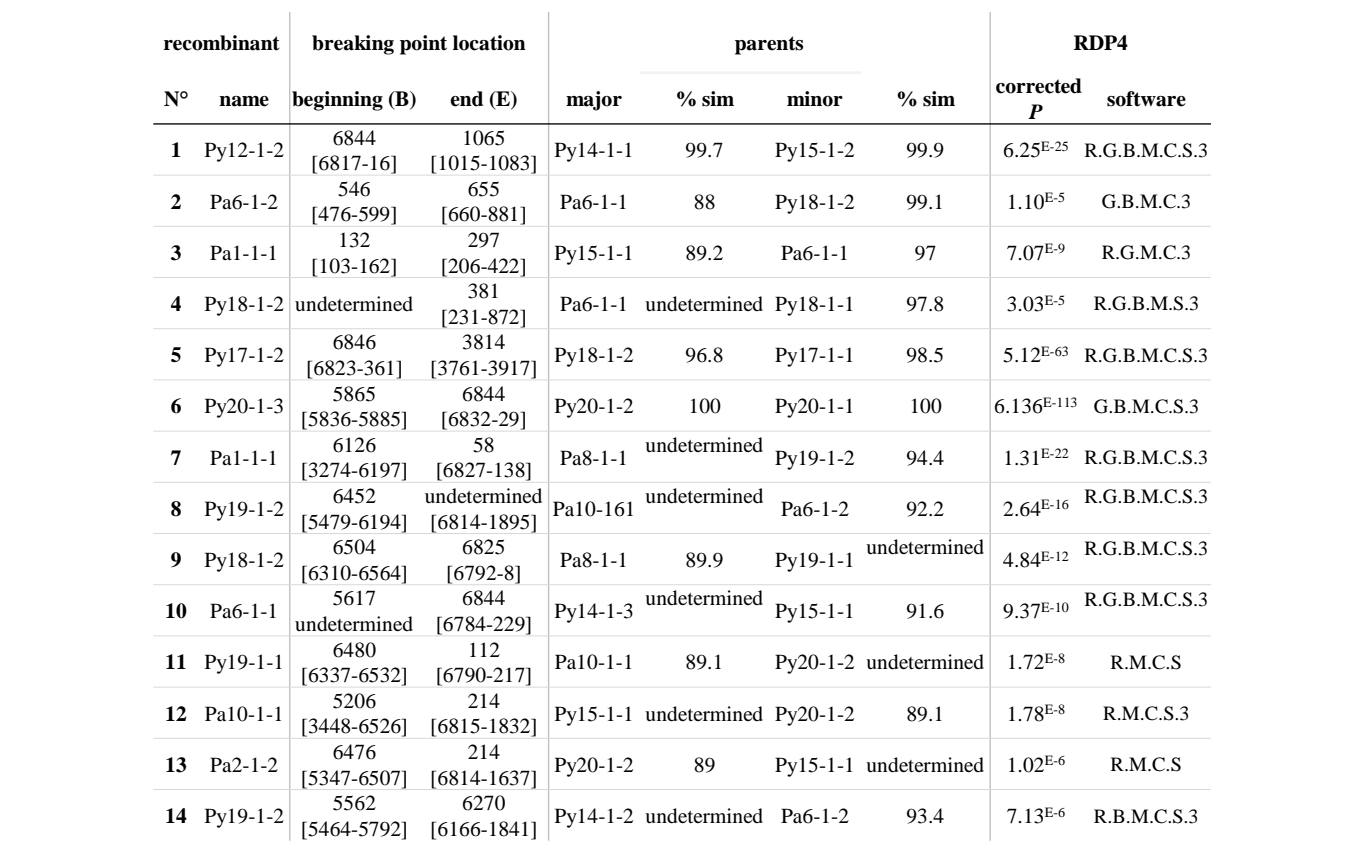 recombinant breaking point location parents RDP4
N° name beginning (B) end (E) major % sim minor % sim corrected P software
1 Py12-1-2 6844 [6817-16] 1065 [1015-1083] Py14-1-1 99.7 Py15-1-2 99.9 6.25E-25 R.G.B.M.C.S.3
2 Pa6-1-2 546 [476-599] 655 [660-881] Pa6-1-1 88 Py18-1-2 99.1 1.10E-5 G.B.M.C.3
3 Pa1-1-1 132 [103-162] 297 [206-422] Py15-1-1 89.2 Pa6-1-1 97 7.07E-9 R.G.M.C.3
4 Py18-1-2 undetermined 381 [231-872] Pa6-1-1 undetermined Py18-1-1 97.8 3.03E-5 R.G.B.M.S.3
5 Py17-1-2 6846 [6823-361] 3814 [3761-3917] Py18-1-2 96.8 Py17-1-1 98.5 5.12E-63 R.G.B.M.C.S.3
6 Py20-1-3 5865 [5836-5885] 6844 [6832-29] Py20-1-2 100 Py20-1-1 100 6.136E-113 G.B.M.C.S.3
7 Pa1-1-1 6126 [3274-6197] 58 [6827-138] Pa8-1-1 undetermined Py19-1-2 94.4 1.31E-22 R.G.B.M.C.S.3
8 Py19-1-2 6452 [5479-6194] undetermined [6814-1895] Pa10-161 undetermined Pa6-1-2 92.2 2.64E-16 R.G.B.M.C.S.3
9 Py18-1-2 6504 [6310-6564] 6825 [6792-8] Pa8-1-1 89.9 Py19-1-1 undetermined 4.84E-12 R.G.B.M.C.S.3
10 Pa6-1-1 5617 undetermined 6844 [6784-229] Py14-1-3 undetermined Py15-1-1 91.6 9.37E-10 R.G.B.M.C.S.3
11 Py19-1-1 6480 [6337-6532] 112 [6790-217] Pa10-1-1 89.1 Py20-1-2 undetermined 1.72E-8 R.M.C.S
12 Pa10-1-1 5206 [3448-6526] 214 [6815-1832] Py15-1-1 undetermined Py20-1-2 89.1 1.78E-8 R.M.C.S.3
13 Pa2-1-2 6476 [5347-6507] 214 [6814-1637] Py20-1-2 89 Py15-1-1 undetermined 1.02E-6 R.M.C.S
14 Py19-1-2 5562 [5464-5792] 6270 [6166-1841] Py14-1-2 undetermined Pa6-1-2 93.4 7.13E-6 R.B.M.C.S.3